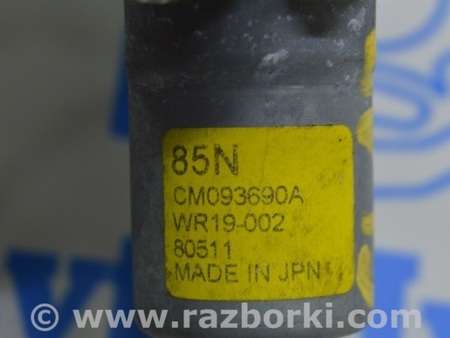 85N
CM093690A
WR19-002
80511
MADE IN JPN
© www.razborki.com